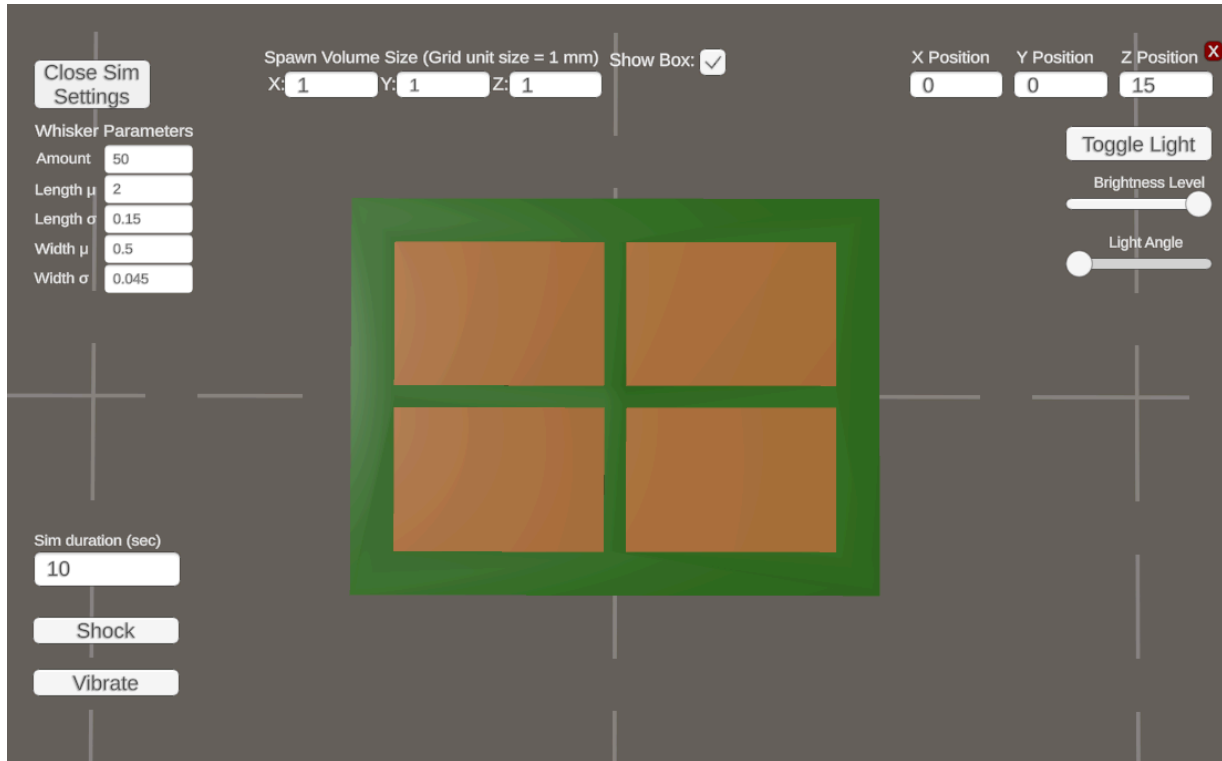 Close Sim
Settings
Spawn Volume Size (Grid unit size = 1 mm)
Show Box:
X: 1
Y: 1
Z: 1
X Position
Y Position
Z Position
X
0
0
15
Whisker Parameters
Amount 50
Length μ 2
Length σ 0.15
Width μ 0.5
Width σ 0.045
Toggle Light
Brightness Level
Light Angle
Sim duration (sec)
10
Shock
Vibrate